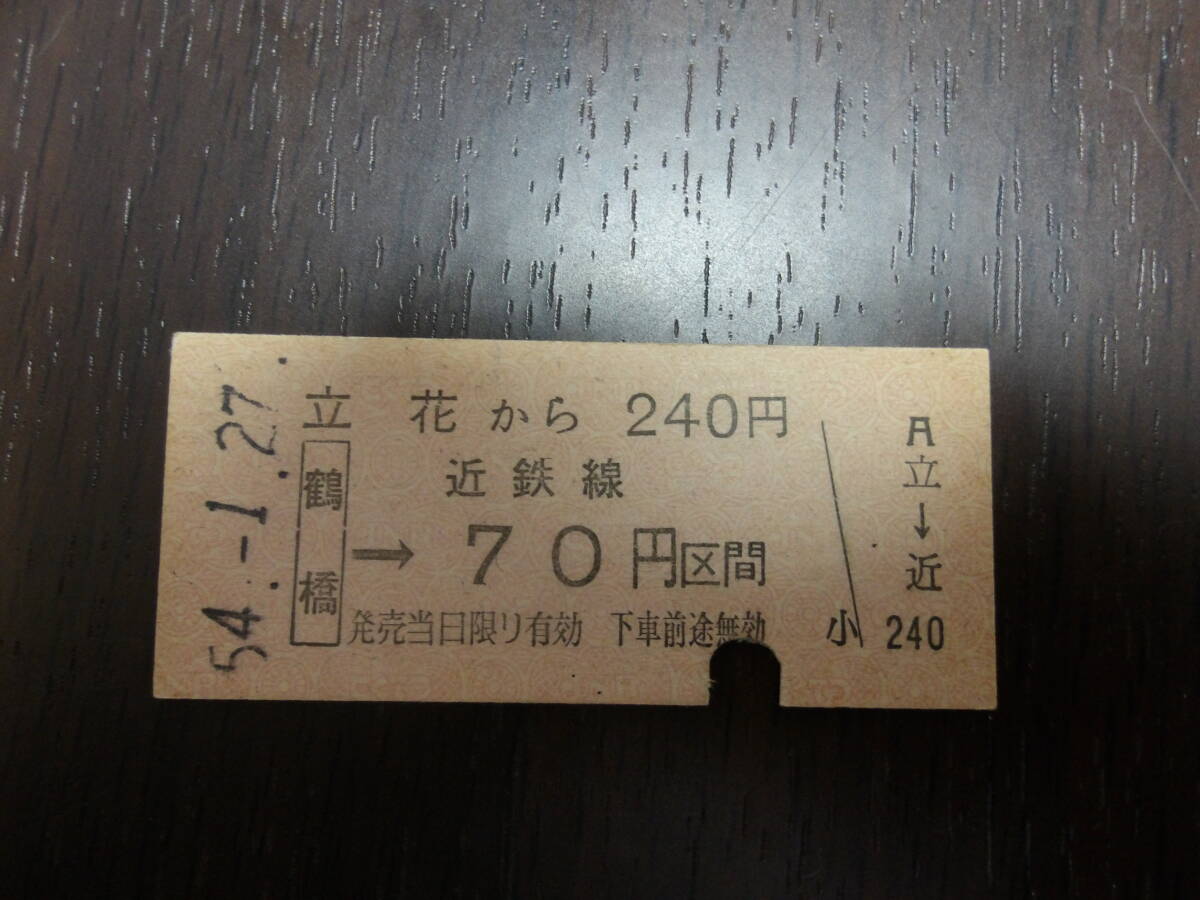 54.-1.27.
立花から 240円
鶴橋
近鉄線
→ 70円区間
発売当日限り有効 下車前途無効
小
立→近
240